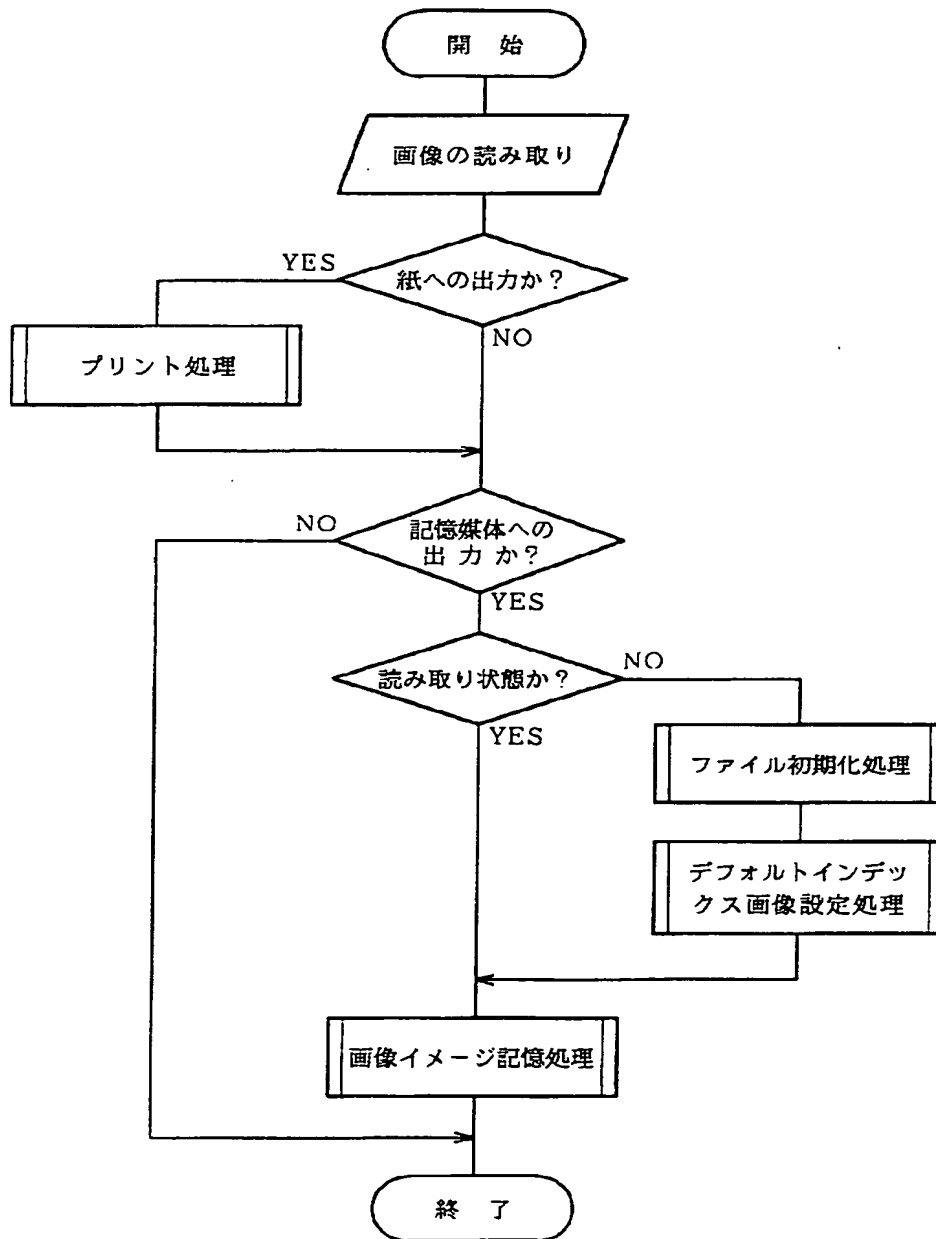 開 始
画像の読み取り
YES
紙への出力か?
NO
プリント処理
NO
記憶媒体への
出 力 か?
YES
読み取り状態か?
NO
YES
ファイル初期化処理
デフォルトインデッ
クス画像設定処理
画像イメージ記憶処理
終 了